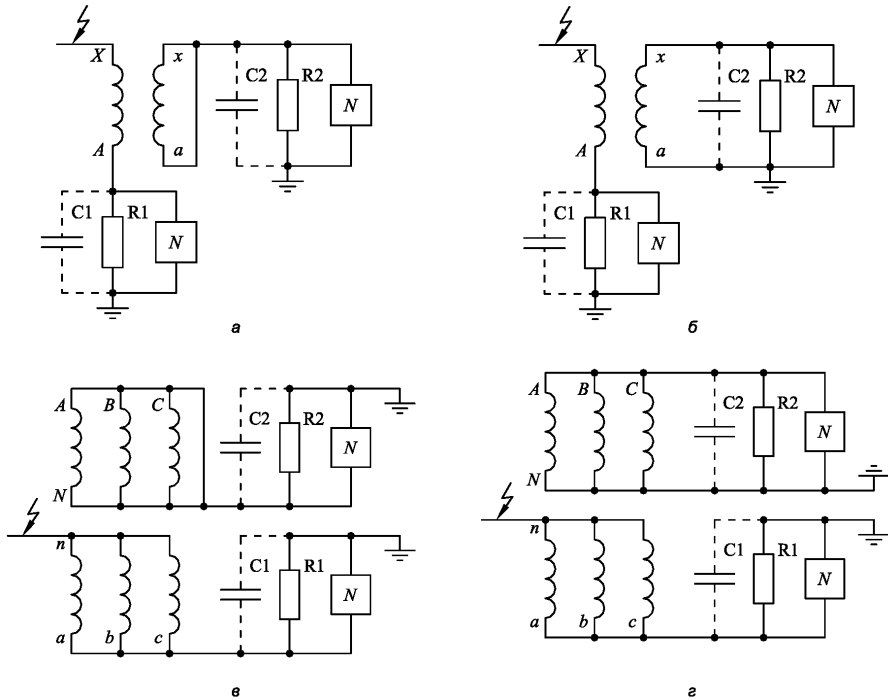 X x C2 R2 N
A a
C1 R1 N
а
X x C2 R2 N
A a
C1 R1 N
б
A B C C2 R2 N
N
n C1 R1 N
a b c
в
A B C C2 R2 N
N
n C1 R1 N
a b c
г